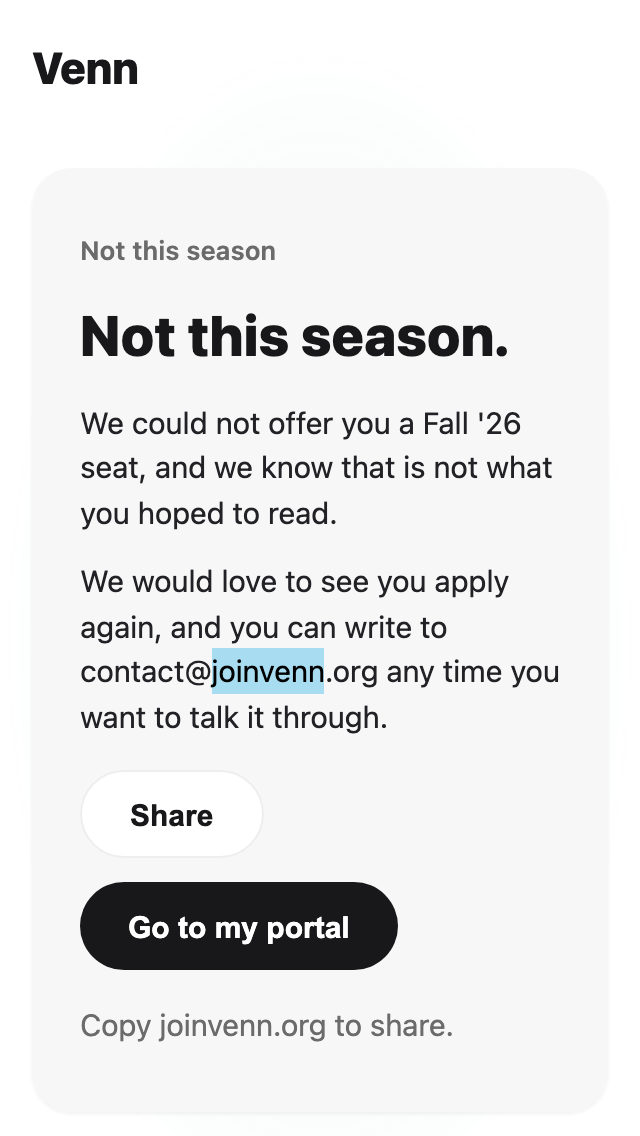 Venn
Not this season
Not this season.
We could not offer you a Fall '26
seat, and we know that is not what
you hoped to read.
We would love to see you apply
again, and you can write to
contact@joinvenn.org any time you
want to talk it through.
Share
Go to my portal
Copy joinvenn.org to share.